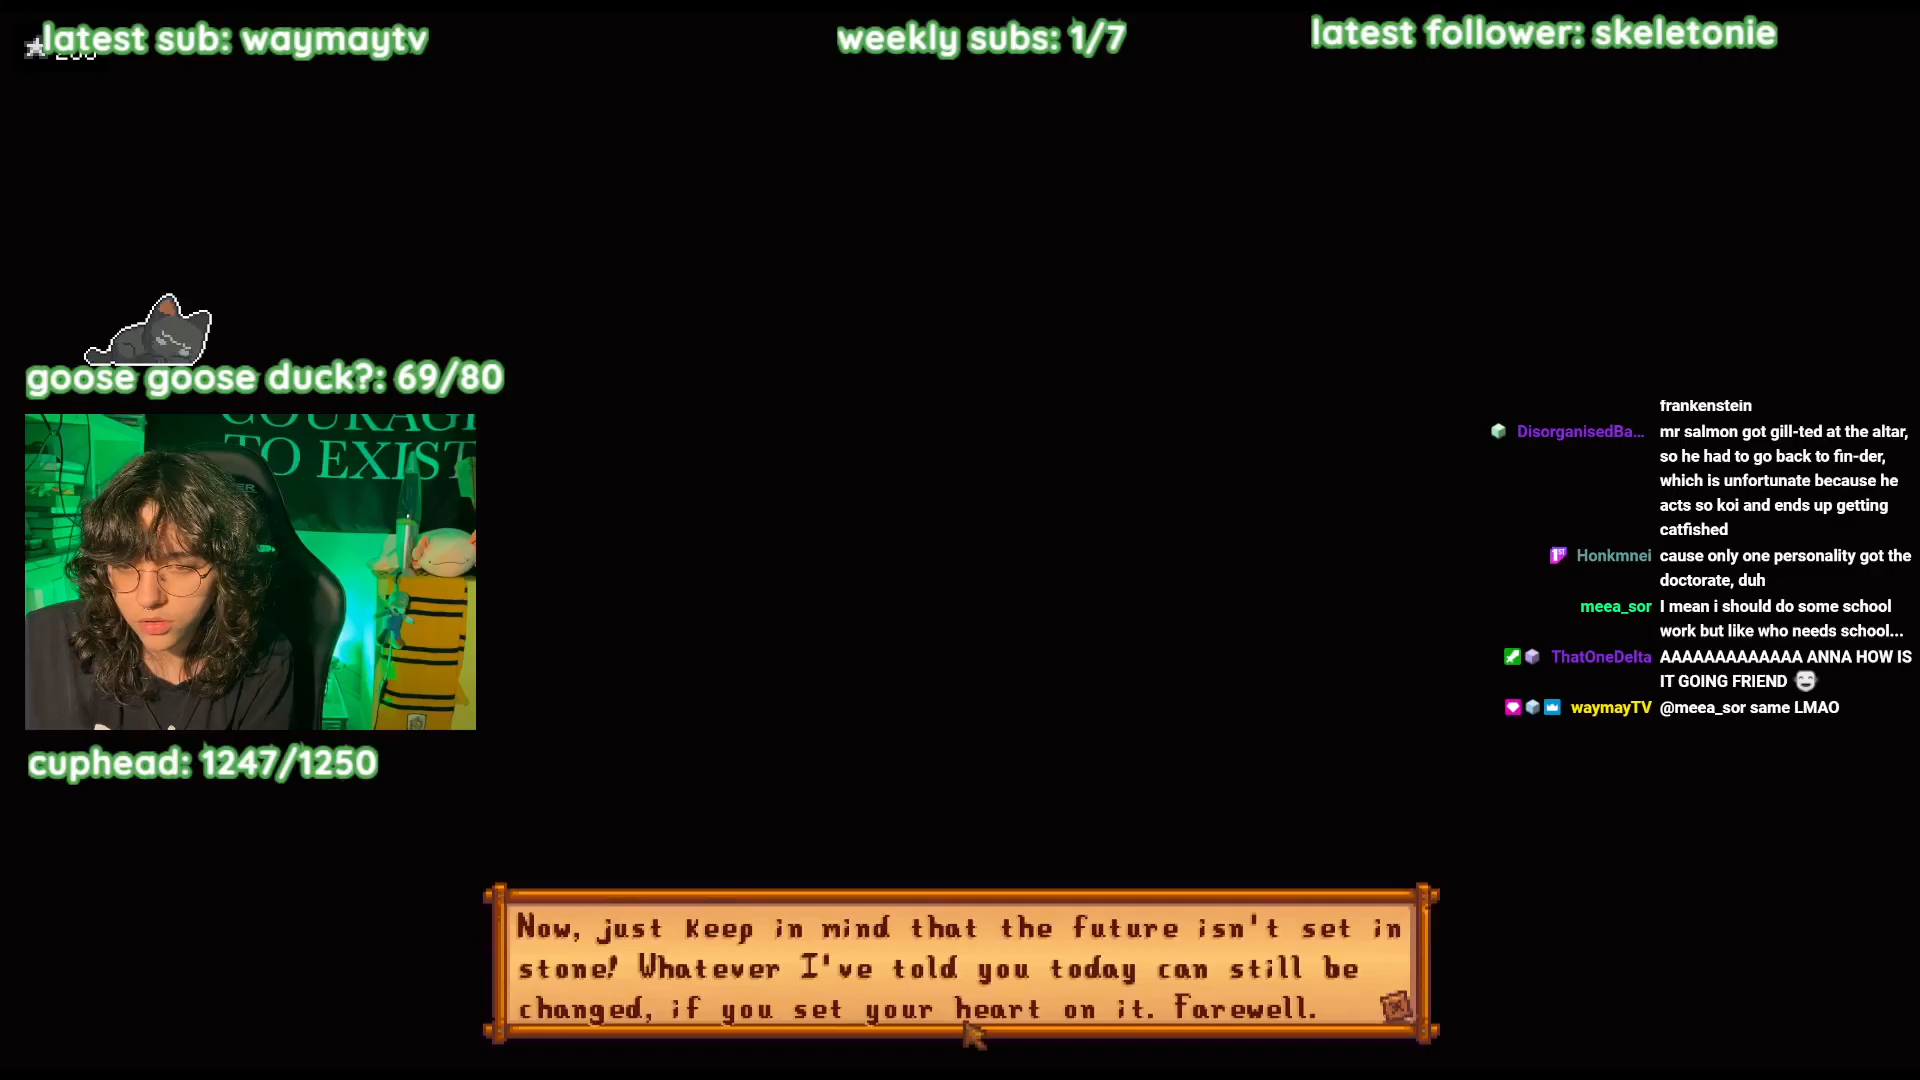 latest sub: waymaytv
weekly subs: 1/7
latest follower: skeletonie
goose goose duck?: 69/80
COURAGE
TO EXIST
cuphead: 1247/1250
frankenstein
DisorganisedBa... mr salmon got gill-ted at the altar,
so he had to go back to fin-der,
which is unfortunate because he
acts so koi and ends up getting
catfished
Honkmnei cause only one personality got the
doctorate, duh
meea_sor I mean i should do some school
work but like who needs school...
ThatOneDelta AAAAAAAAAAAAA ANNA HOW IS
IT GOING FRIEND
waymayTV @meea_sor same LMAO
Now, just keep in mind that the future isn't set in
stone! Whatever I've told you today can still be
changed, if you set your heart on it. Farewell.